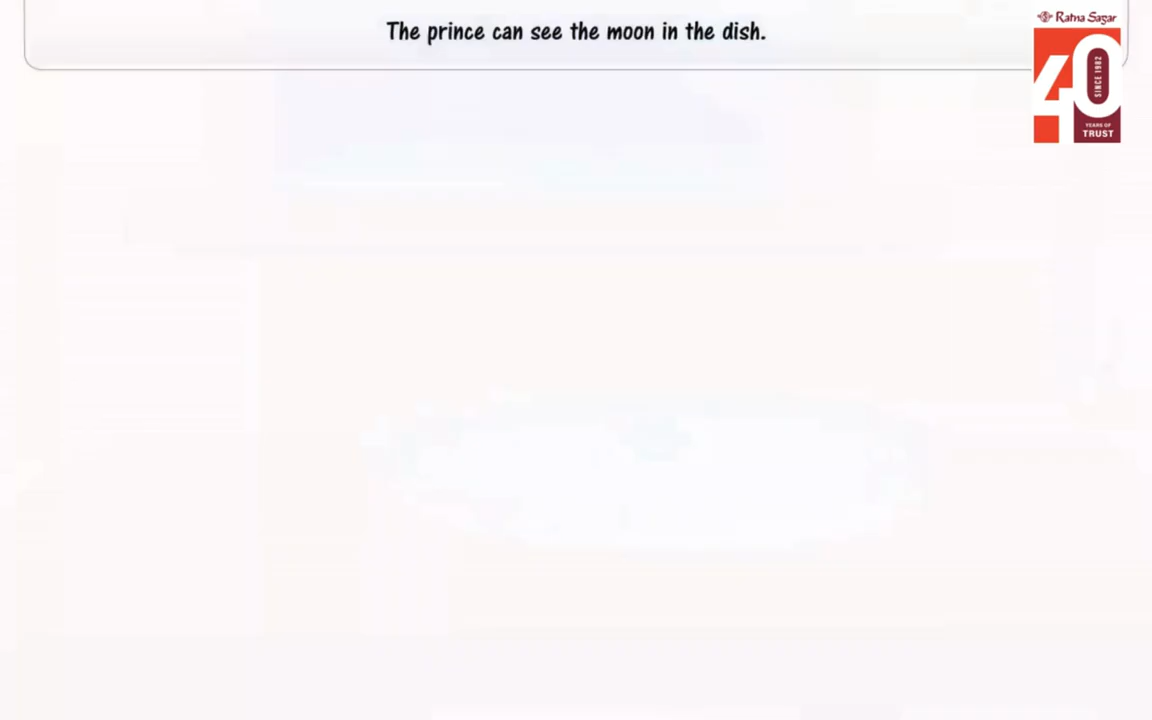 The prince can see the moon in the dish.
Ratna Sagar
40
SINCE 1982
YEARS OF
TRUST